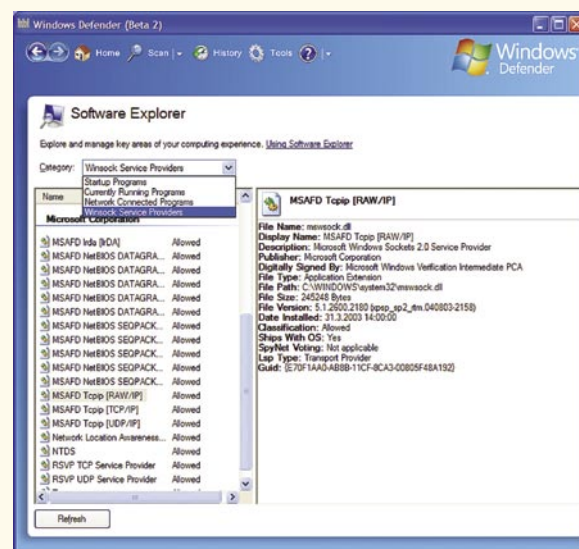 Windows Defender (Beta 2)
Home Scan History Tools
Windows
Defender
Software Explorer
Explore and manage key areas of your computing experience. Using Software Explorer
Category: Winsock Service Providers
Startup Programs
Currently Running Programs
Network Connected Programs
Winsock Service Providers
Name
Microsoft Corporation
MSAFD Irda [IrDA] Allowed
MSAFD NetBIOS DATAGRA... Allowed
MSAFD NetBIOS DATAGRA... Allowed
MSAFD NetBIOS DATAGRA... Allowed
MSAFD NetBIOS DATAGRA... Allowed
MSAFD NetBIOS DATAGRA... Allowed
MSAFD NetBIOS SEQPACK... Allowed
MSAFD NetBIOS SEQPACK... Allowed
MSAFD NetBIOS SEQPACK... Allowed
MSAFD NetBIOS SEQPACK... Allowed
MSAFD NetBIOS SEQPACK... Allowed
MSAFD Tcpip [RAW/IP] Allowed
MSAFD Tcpip [TCP/IP] Allowed
MSAFD Tcpip [UDP/IP] Allowed
Network Location Awareness... Allowed
NTDS Allowed
RSVP TCP Service Provider Allowed
RSVP UDP Service Provider Allowed
Refresh
MSAFD Tcpip [RAW/IP]
File Name: mswsock.dll
Display Name: MSAFD Tcpip [RAW/IP]
Description: Microsoft Windows Sockets 2.0 Service Provider
Publisher: Microsoft Corporation
Digitally Signed By: Microsoft Windows Verification Intermediate PCA
File Type: Application Extension
File Path: C:\WINDOWS\system32\mswsock.dll
File Size: 245248 Bytes
File Version: 5.1.2600.2180 (xpsp_sp2_rtm.040803-2158)
Date Installed: 31.3.2003 14:00:00
Classification: Allowed
Ships With OS: Yes
SpyNet Voting: Not applicable
Lsp Type: Transport Provider
Guid: {E70F1AA0-AB8B-11CF-8CA3-00805F48A192}